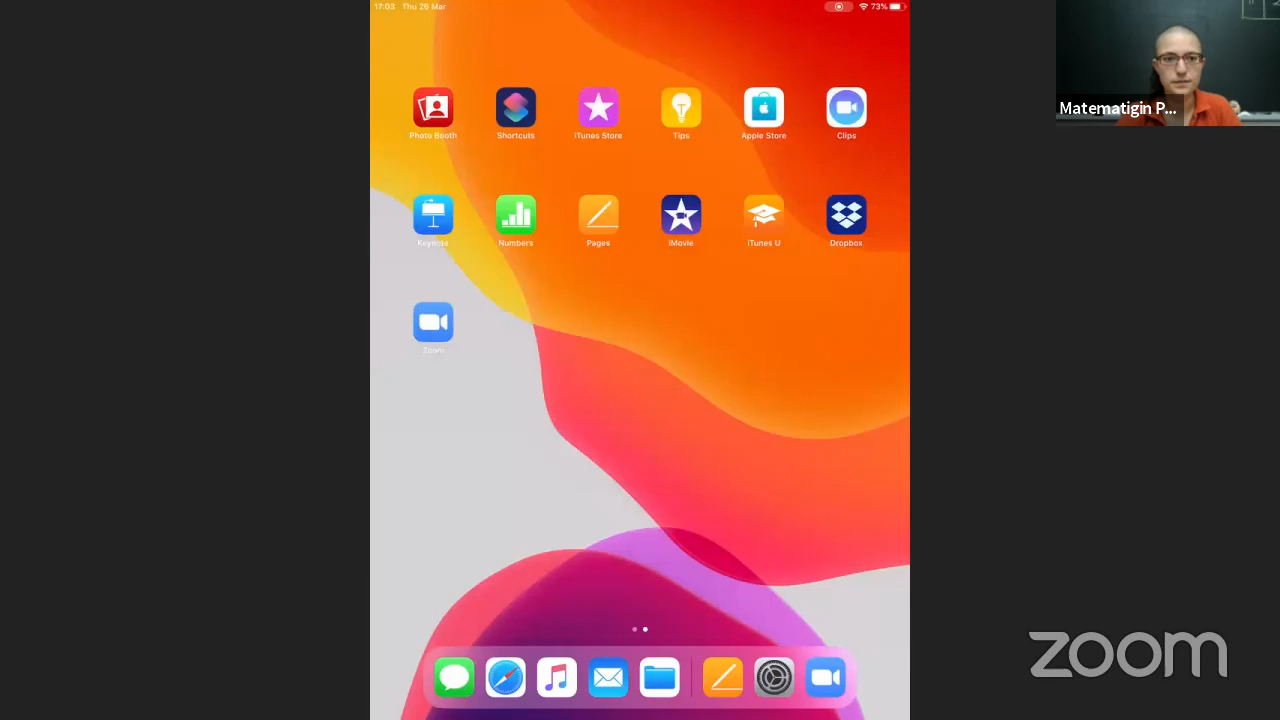 17:03 Thu 26 Mar
73%
Photo Booth
Shortcuts
iTunes Store
Tips
Apple Store
Clips
Keynote
Numbers
Pages
iMovie
iTunes U
Dropbox
Zoom
Matematigin P...
zoom